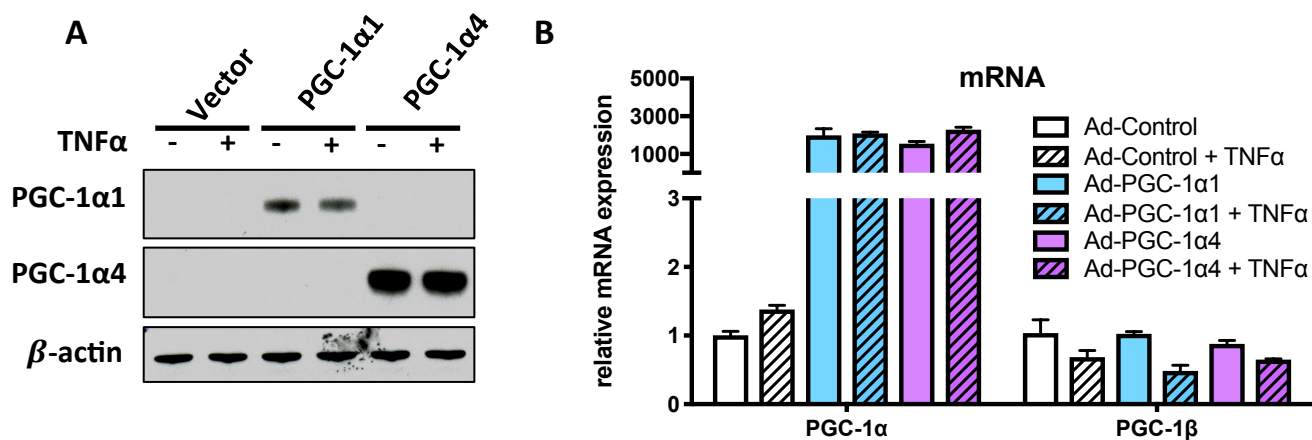 A
Vector
PGC-1α1
PGC-1α4
TNFα - + - + - +
PGC-1α1
PGC-1α4
β-actin
B
mRNA
relative mRNA expression
5000
3000
1000
3
2
1
0
PGC-1α
PGC-1β
Ad-Control
Ad-Control + TNFα
Ad-PGC-1α1
Ad-PGC-1α1 + TNFα
Ad-PGC-1α4
Ad-PGC-1α4 + TNFα